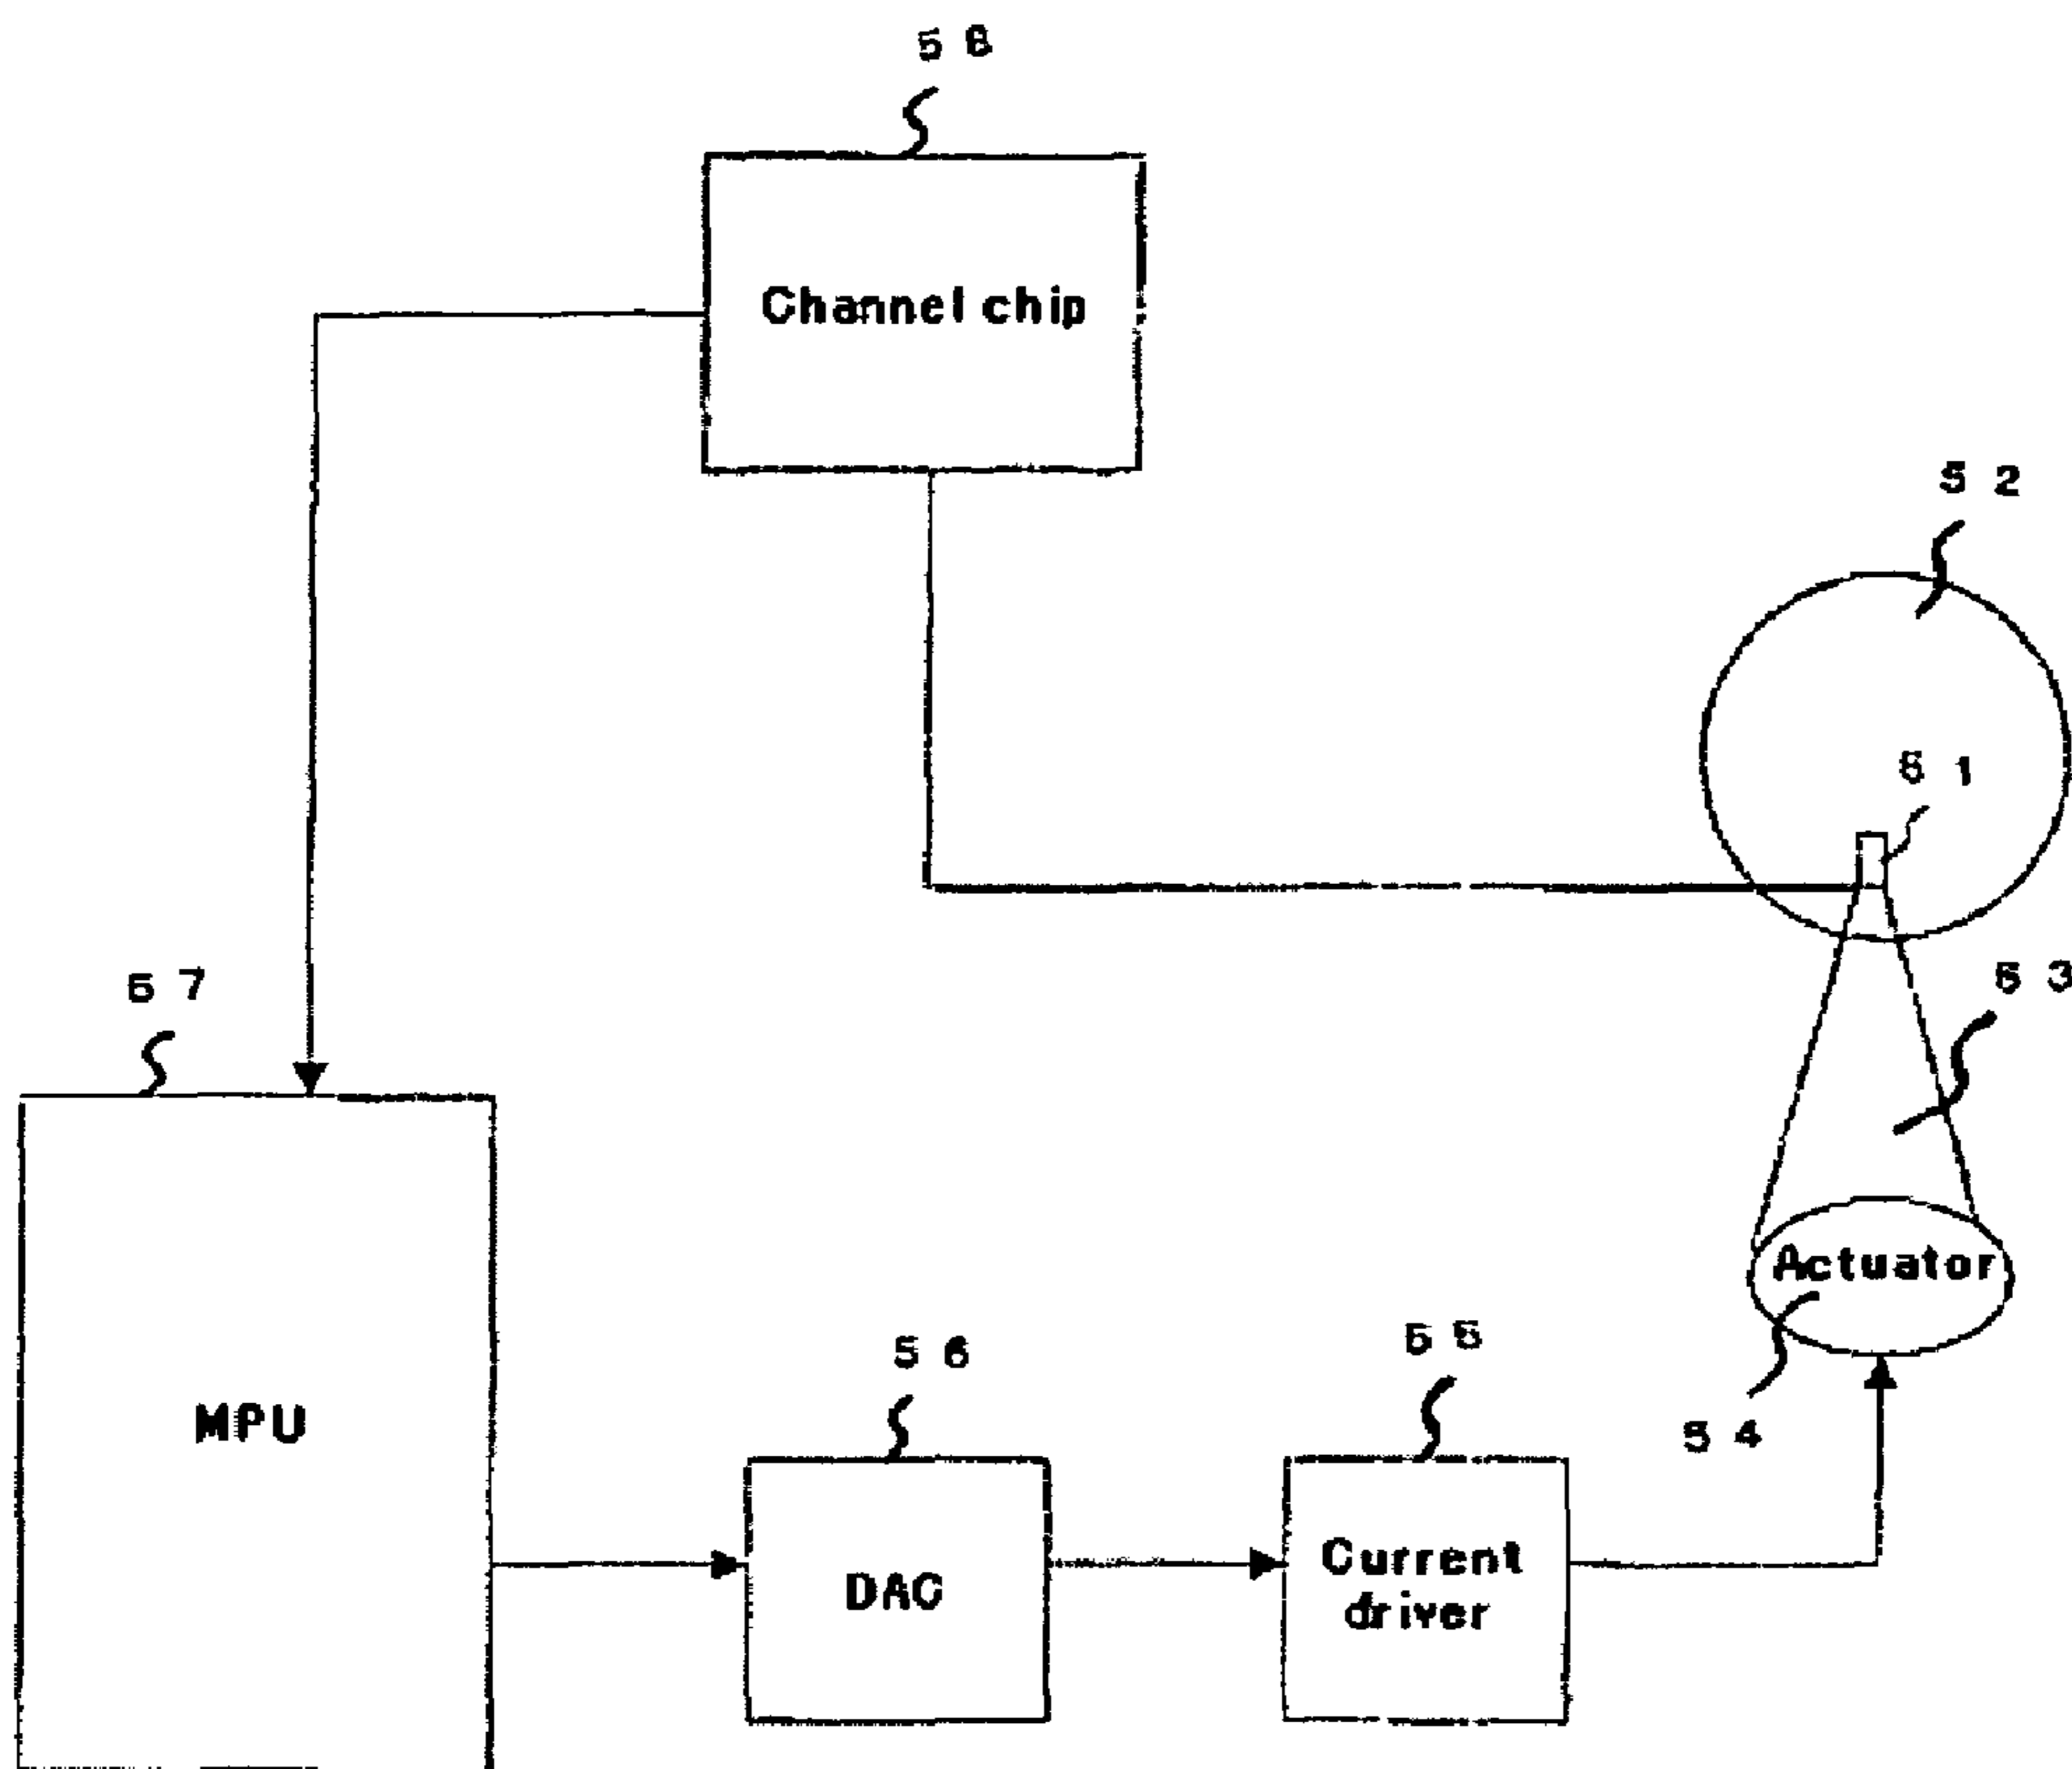 58
Channel chip
52
51
57
53
Actuator
56
55
54
MPU
DAC
Current
driver